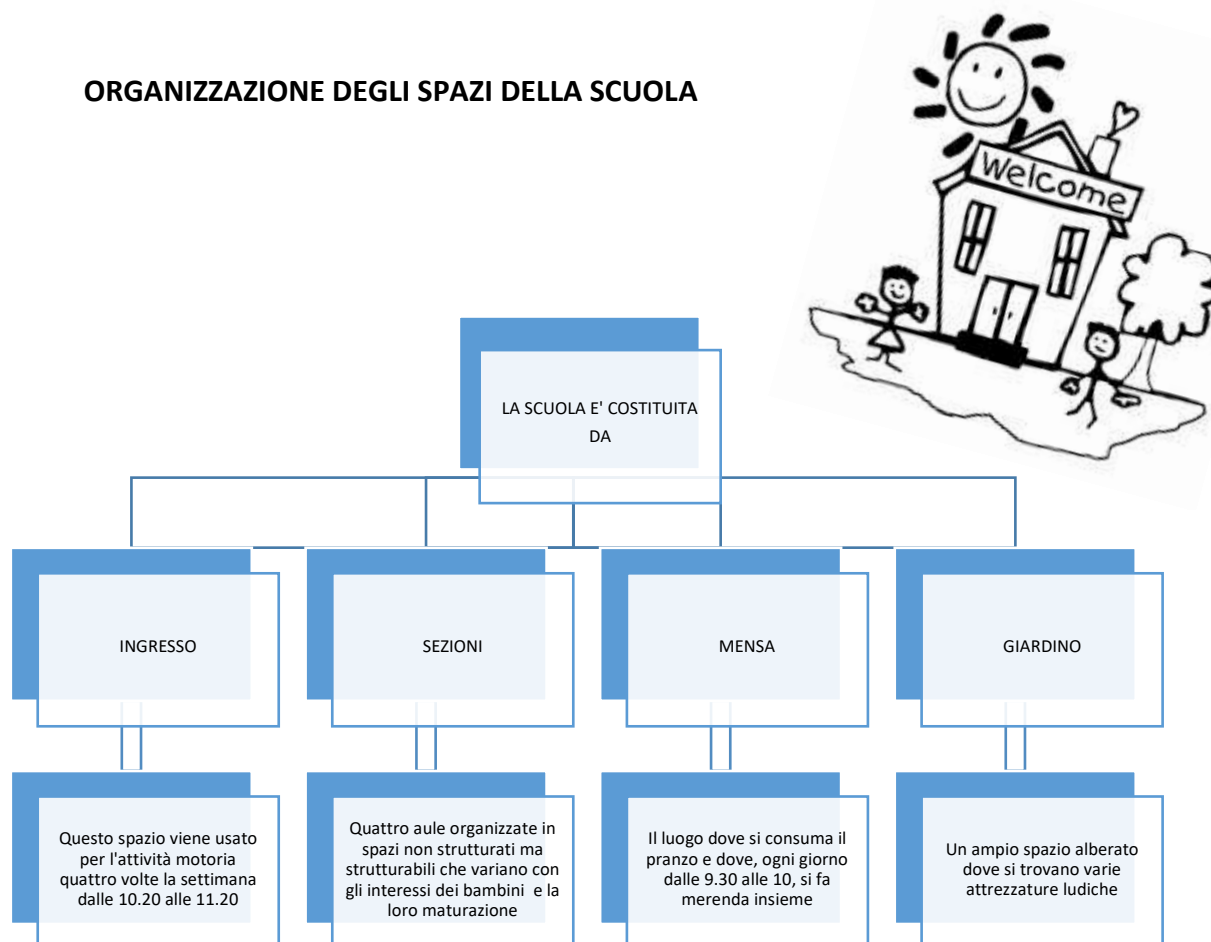 ORGANIZZAZIONE DEGLI SPAZI DELLA SCUOLA
Welcome
LA SCUOLA E' COSTITUITA
DA
INGRESSO
SEZIONI
MENSA
GIARDINO
Questo spazio viene usato
per l'attività motoria
quattro volte la settimana
dalle 10.20 alle 11.20
Quattro aule organizzate in
spazi non strutturati ma
strutturabili che variano con
gli interessi dei bambini e la
loro maturazione
Il luogo dove si consuma il
pranzo e dove, ogni giorno
dalle 9.30 alle 10, si fa
merenda insieme
Un ampio spazio alberato
dove si trovano varie
attrezzature ludiche